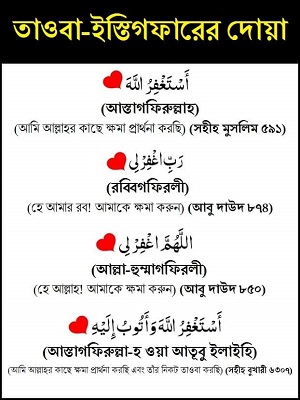 তাওবা-ইস্তিগফারের দোয়া
أَسْتَغْفِرُ اللَّهَ
(আস্তাগফিরুল্লাহ)
(আমি আল্লাহর কাছে ক্ষমা প্রার্থনা করছি) (সহীহ মুসলিম ৫৯১)
رَبِّ اغْفِرْ لِي
(রব্বিগফিরলী)
(হে আমার রব! আমাকে ক্ষমা করুন) (আবু দাউদ ৮৭৪)
اللَّهُمَّ اغْفِرْ لِي
(আল্লা-হুম্মাগফিরলী)
(হে আল্লাহ! আমাকে ক্ষমা করুন) (আবু দাউদ ৮৫০)
أَسْتَغْفِرُ اللَّهَ وَأَتُوبُ إِلَيْهِ
(আস্তাগফিরুল্লা-হ ওয়া আতূবু ইলাইহি)
(আমি আল্লাহর কাছে ক্ষমা প্রার্থনা করছি এবং তাঁর নিকট তাওবা করছি) (সহীহ বুখারী ৬৩০৭)